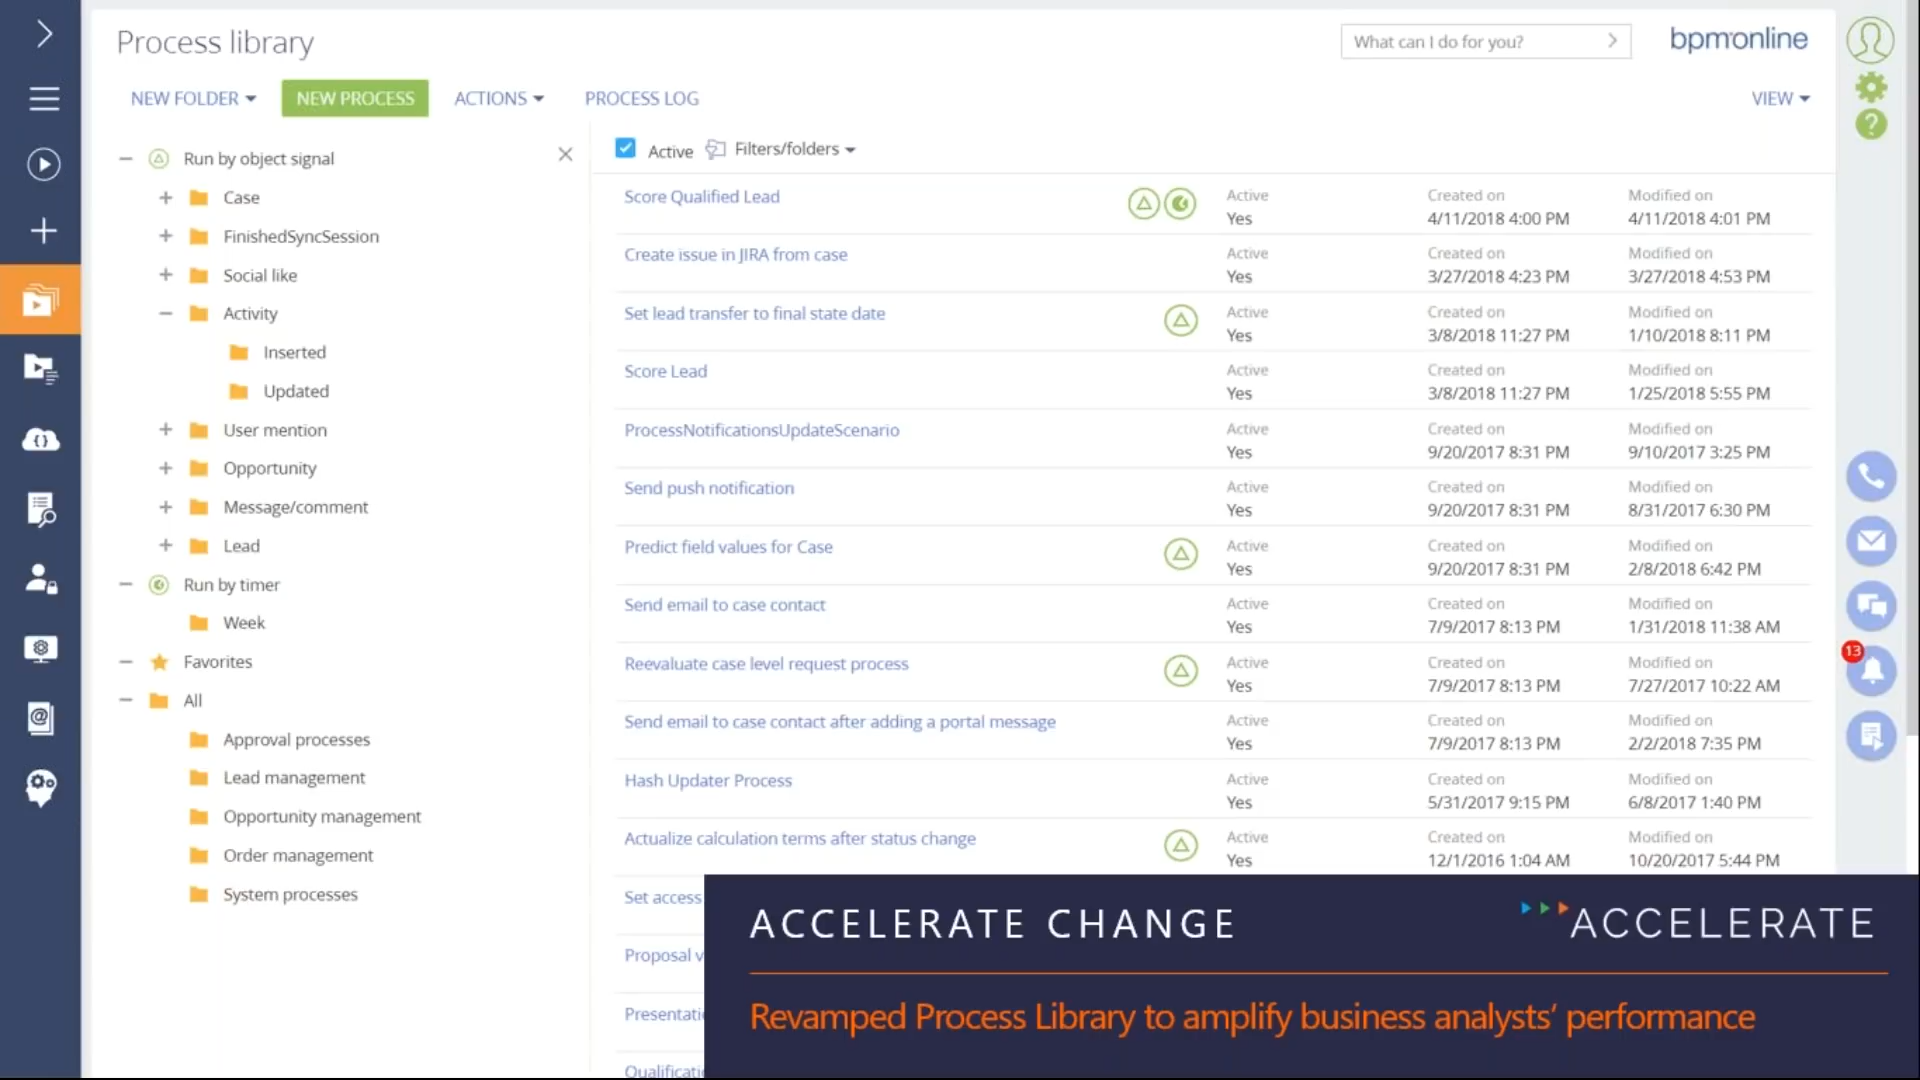 Process library
What can I do for you?
bpmonline
NEW FOLDER
NEW PROCESS
ACTIONS
PROCESS LOG
VIEW
Run by object signal
Case
FinishedSyncSession
Social like
Activity
Inserted
Updated
User mention
Opportunity
Message/comment
Lead
Run by timer
Week
Favorites
All
Approval processes
Lead management
Opportunity management
Order management
System processes
Active
Filters/folders
Score Qualified Lead
Active
Yes
Created on
4/11/2018 4:00 PM
Modified on
4/11/2018 4:01 PM
Create issue in JIRA from case
Active
Yes
Created on
3/27/2018 4:23 PM
Modified on
3/27/2018 4:53 PM
Set lead transfer to final state date
Active
Yes
Created on
3/8/2018 11:27 PM
Modified on
1/10/2018 8:11 PM
Score Lead
Active
Yes
Created on
3/8/2018 11:27 PM
Modified on
1/25/2018 5:55 PM
ProcessNotificationsUpdateScenario
Active
Yes
Created on
9/20/2017 8:31 PM
Modified on
9/10/2017 3:25 PM
Send push notification
Active
Yes
Created on
9/20/2017 8:31 PM
Modified on
8/31/2017 6:30 PM
Predict field values for Case
Active
Yes
Created on
9/20/2017 8:31 PM
Modified on
2/8/2018 6:42 PM
Send email to case contact
Active
Yes
Created on
7/9/2017 8:13 PM
Modified on
1/31/2018 11:38 AM
Reevaluate case level request process
Active
Yes
Created on
7/9/2017 8:13 PM
Modified on
7/27/2017 10:22 AM
Send email to case contact after adding a portal message
Active
Yes
Created on
7/9/2017 8:13 PM
Modified on
2/2/2018 7:35 PM
Hash Updater Process
Active
Yes
Created on
5/31/2017 9:15 PM
Modified on
6/8/2017 1:40 PM
Actualize calculation terms after status change
Active
Yes
Created on
12/1/2016 1:04 AM
Modified on
10/20/2017 5:44 PM
Set access
Proposal v
Presentati
Qualificati
13
ACCELERATE CHANGE
ACCELERATE
Revamped Process Library to amplify business analysts' performance